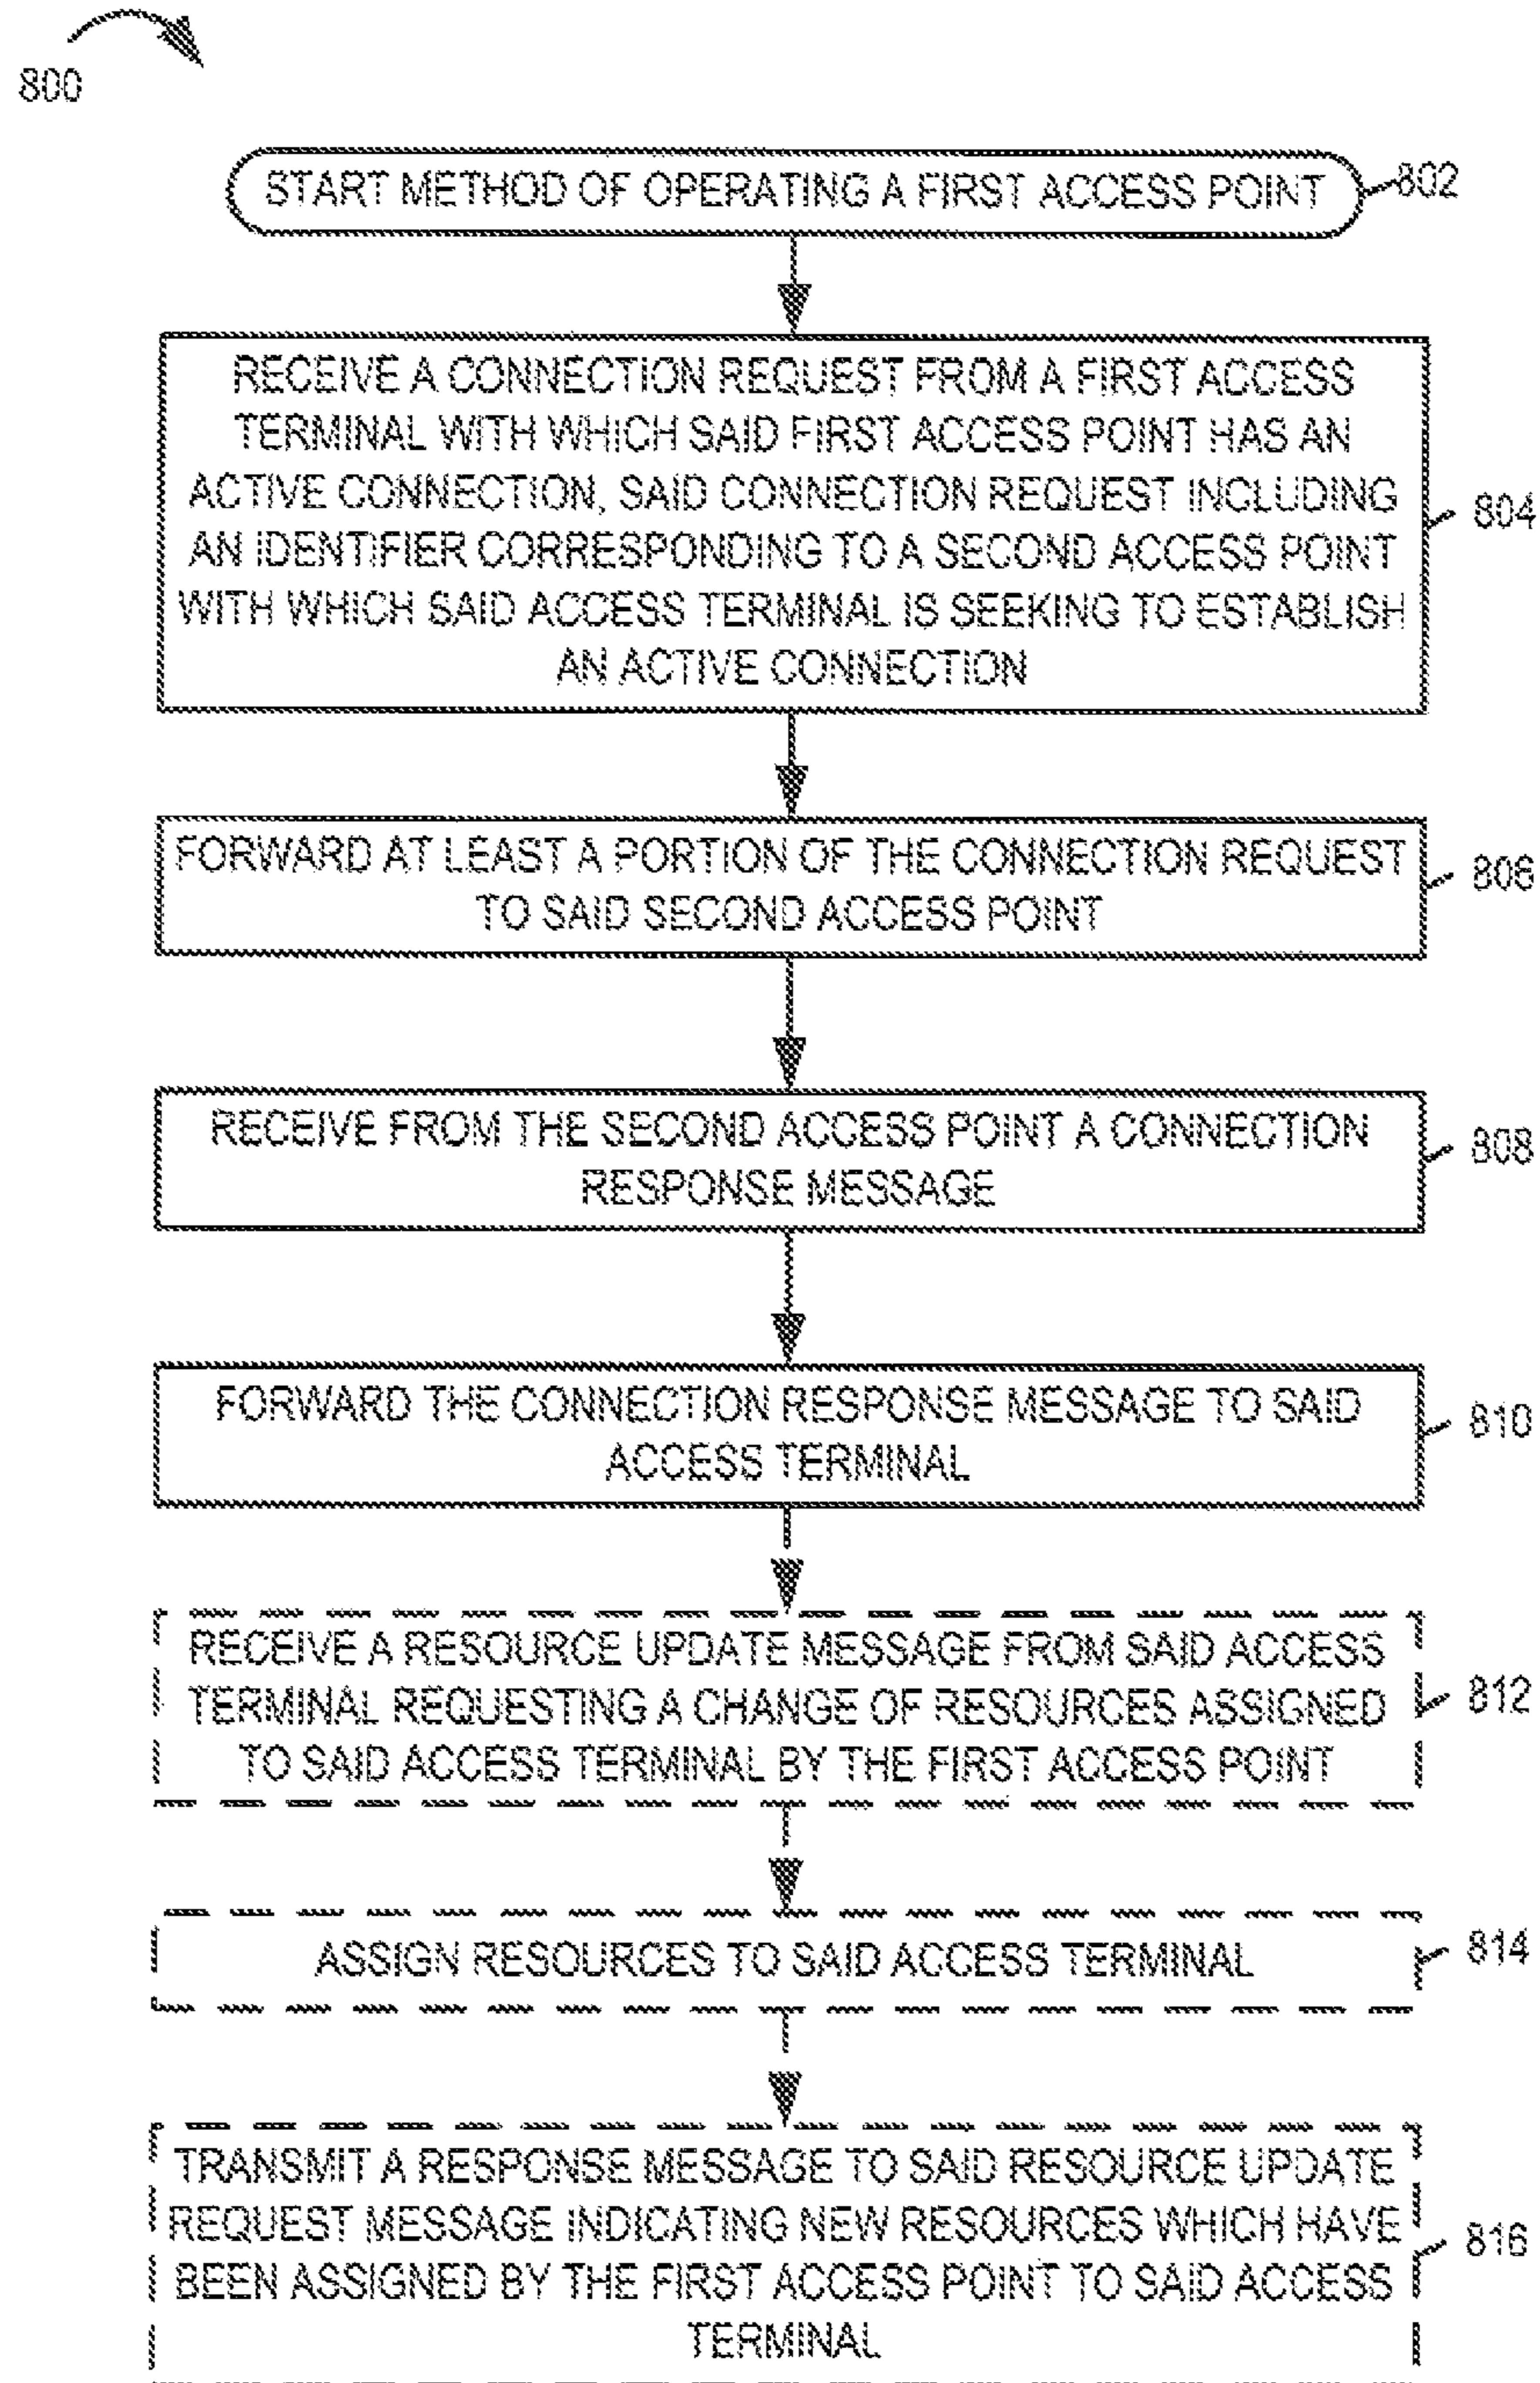 800
START METHOD OF OPERATING A FIRST ACCESS POINT
802
RECEIVE A CONNECTION REQUEST FROM A FIRST ACCESS
TERMINAL WITH WHICH SAID FIRST ACCESS POINT HAS AN
ACTIVE CONNECTION, SAID CONNECTION REQUEST INCLUDING
AN IDENTIFIER CORRESPONDING TO A SECOND ACCESS POINT
WITH WHICH SAID ACCESS TERMINAL IS SEEKING TO ESTABLISH
AN ACTIVE CONNECTION
804
FORWARD AT LEAST A PORTION OF THE CONNECTION REQUEST
TO SAID SECOND ACCESS POINT
806
RECEIVE FROM THE SECOND ACCESS POINT A CONNECTION
RESPONSE MESSAGE
808
FORWARD THE CONNECTION RESPONSE MESSAGE TO SAID
ACCESS TERMINAL
810
RECEIVE A RESOURCE UPDATE MESSAGE FROM SAID ACCESS
TERMINAL REQUESTING A CHANGE OF RESOURCES ASSIGNED
TO SAID ACCESS TERMINAL BY THE FIRST ACCESS POINT
812
ASSIGN RESOURCES TO SAID ACCESS TERMINAL
814
TRANSMIT A RESPONSE MESSAGE TO SAID RESOURCE UPDATE
REQUEST MESSAGE INDICATING NEW RESOURCES WHICH HAVE
BEEN ASSIGNED BY THE FIRST ACCESS POINT TO SAID ACCESS
TERMINAL
816